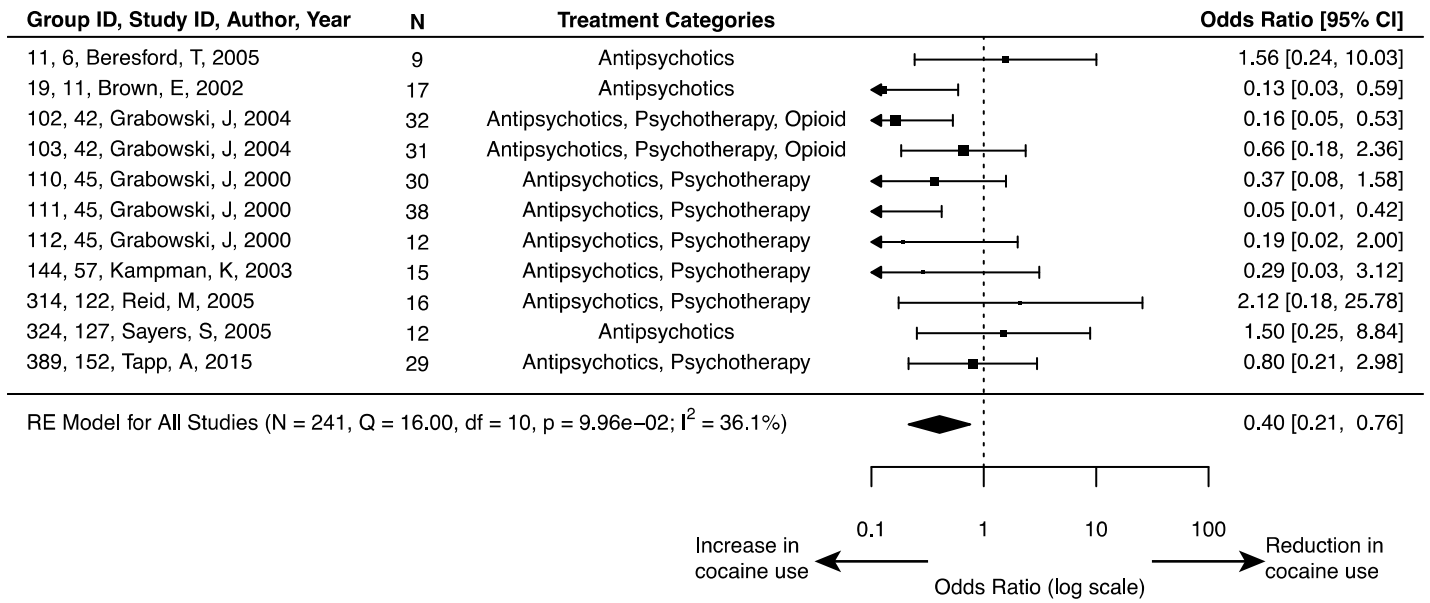 Group ID, Study ID, Author, Year N Treatment Categories Odds Ratio [95% CI]
11, 6, Beresford, T, 2005 9 Antipsychotics 1.56 [0.24, 10.03]
19, 11, Brown, E, 2002 17 Antipsychotics 0.13 [0.03, 0.59]
102, 42, Grabowski, J, 2004 32 Antipsychotics, Psychotherapy, Opioid 0.16 [0.05, 0.53]
103, 42, Grabowski, J, 2004 31 Antipsychotics, Psychotherapy, Opioid 0.66 [0.18, 2.36]
110, 45, Grabowski, J, 2000 30 Antipsychotics, Psychotherapy 0.37 [0.08, 1.58]
111, 45, Grabowski, J, 2000 38 Antipsychotics, Psychotherapy 0.05 [0.01, 0.42]
112, 45, Grabowski, J, 2000 12 Antipsychotics, Psychotherapy 0.19 [0.02, 2.00]
144, 57, Kampman, K, 2003 15 Antipsychotics, Psychotherapy 0.29 [0.03, 3.12]
314, 122, Reid, M, 2005 16 Antipsychotics, Psychotherapy 2.12 [0.18, 25.78]
324, 127, Sayers, S, 2005 12 Antipsychotics 1.50 [0.25, 8.84]
389, 152, Tapp, A, 2015 29 Antipsychotics, Psychotherapy 0.80 [0.21, 2.98]
RE Model for All Studies (N = 241, Q = 16.00, df = 10, p = 9.96e−02; I² = 36.1%) 0.40 [0.21, 0.76]
0.1 1 10 100
Increase in
cocaine use
Reduction in
cocaine use
Odds Ratio (log scale)